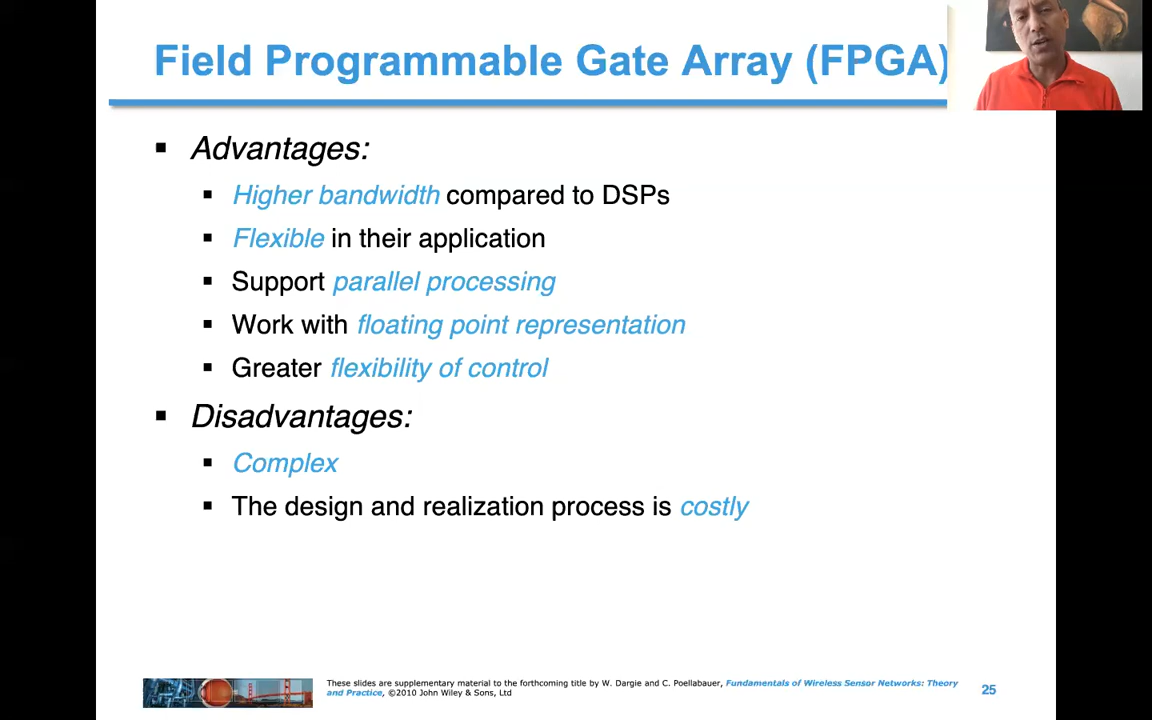 Field Programmable Gate Array (FPGA)
Advantages:
Higher bandwidth compared to DSPs
Flexible in their application
Support parallel processing
Work with floating point representation
Greater flexibility of control
Disadvantages:
Complex
The design and realization process is costly
These slides are supplementary material to the forthcoming title by W. Dargie and C. Poellabauer, Fundamentals of Wireless Sensor Networks: Theory
and Practice, ©2010 John Wiley & Sons, Ltd
25